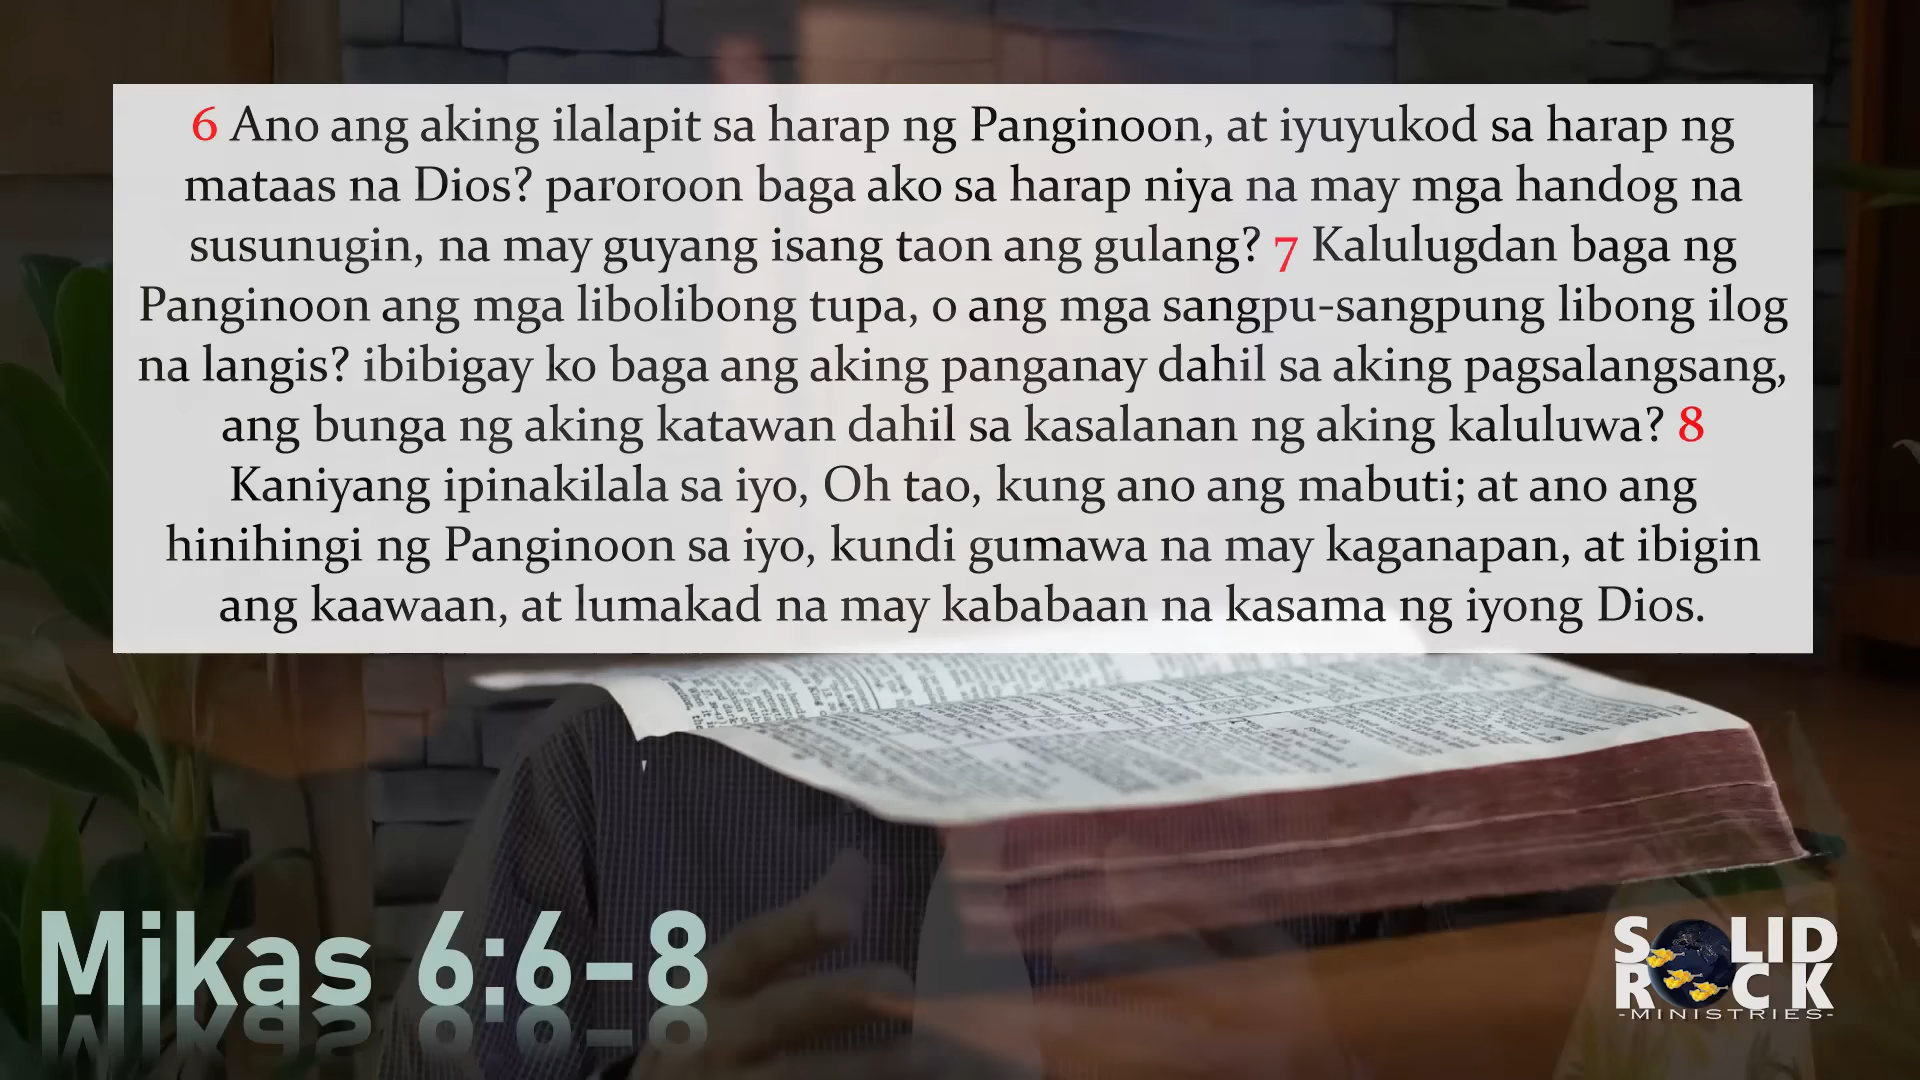 6 Ano ang aking ilalapit sa harap ng Panginoon, at iyuyukod sa harap ng
mataas na Dios? paroroon baga ako sa harap niya na may mga handog na
susunugin, na may guyang isang taon ang gulang? 7 Kalulugdan baga ng
Panginoon ang mga libolibong tupa, o ang mga sangpu-sangpung libong ilog
na langis? ibibigay ko baga ang aking panganay dahil sa aking pagsalangsang,
ang bunga ng aking katawan dahil sa kasalanan ng aking kaluluwa? 8
Kaniyang ipinakilala sa iyo, Oh tao, kung ano ang mabuti; at ano ang
hinihingi ng Panginoon sa iyo, kundi gumawa na may kaganapan, at ibigin
ang kaawaan, at lumakad na may kababaan na kasama ng iyong Dios.
Mikas 6:6-8
SOLID
ROCK
-MINISTRIES-